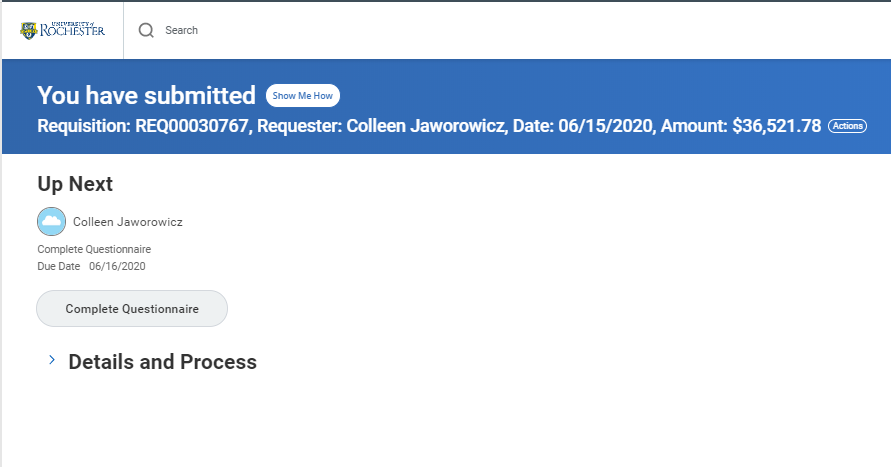 UNIVERSITY of
ROCHESTER
Search
You have submitted Show Me How
Requisition: REQ00030767, Requester: Colleen Jaworowicz, Date: 06/15/2020, Amount: $36,521.78 Actions
Up Next
Colleen Jaworowicz
Complete Questionnaire
Due Date 06/16/2020
Complete Questionnaire
Details and Process